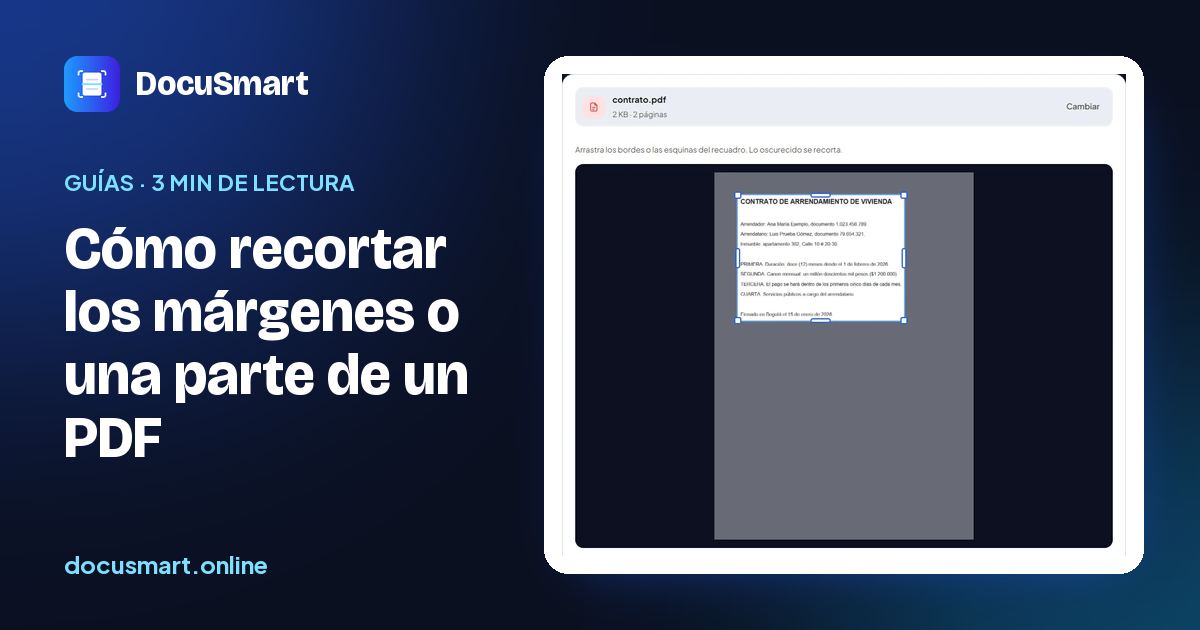 DocuSmart
GUÍAS · 3 MIN DE LECTURA
Cómo recortar
los márgenes o
una parte de un
PDF
docusmart.online
contrato.pdf
2 KB · 2 páginas
Cambiar
Arrastra los bordes o las esquinas del recuadro. Lo oscurecido se recorta.
CONTRATO DE ARRENDAMIENTO DE VIVIENDA
Arrendador: Ana María Ejemplo, documento 1.023.456.789.
Arrendatario: Luis Prueba Gómez, documento 79.654.321.
Inmueble: apartamento 302, Calle 10 # 20-30.
PRIMERA. Duración: doce (12) meses desde el 1 de febrero de 2026.
SEGUNDA. Canon mensual: un millón doscientos mil pesos ($1.200.000).
TERCERA. El pago se hará dentro de los primeros cinco días de cada mes.
CUARTA. Servicios públicos a cargo del arrendatario.
Firmado en Bogotá el 15 de enero de 2026.